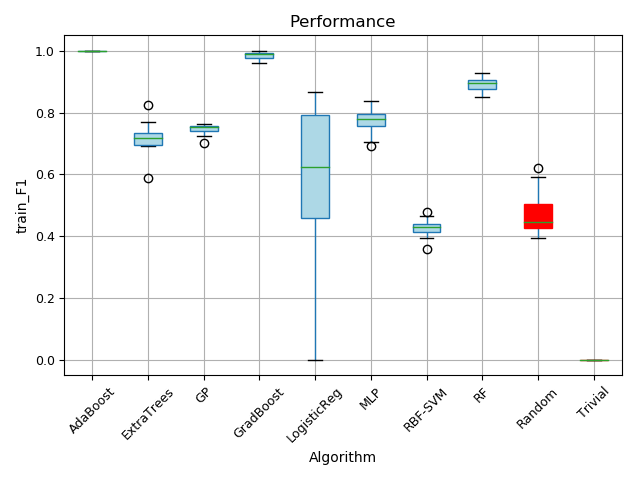 Performance
train_F1
1.0
0.8
0.6
0.4
0.2
0.0
AdaBoost
ExtraTrees
GP
GradBoost
LogisticReg
MLP
RBF-SVM
RF
Random
Trivial
Algorithm